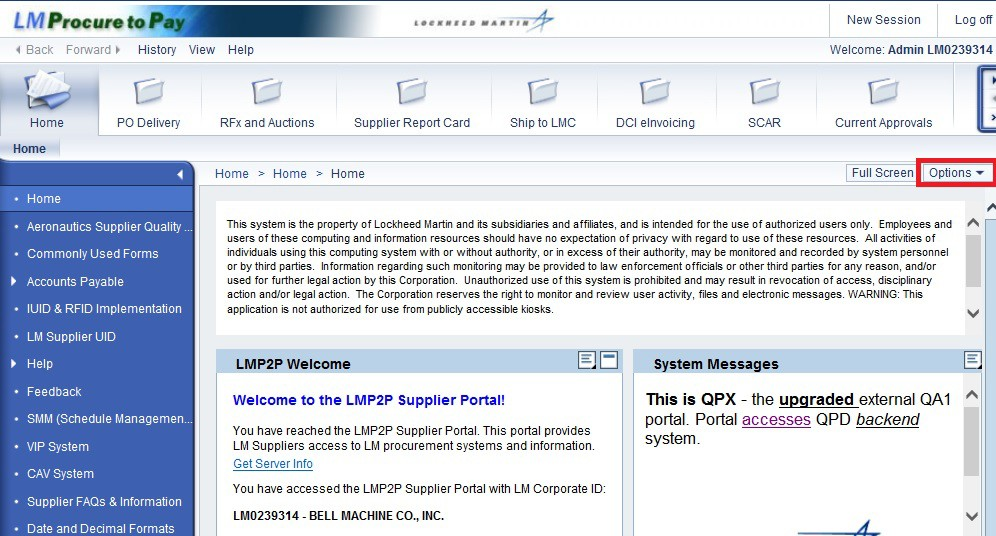 LM Procure to Pay
LOCKHEED MARTIN
New Session
Log off
Back Forward History View Help
Welcome: Admin LM0239314
Home
PO Delivery
RFx and Auctions
Supplier Report Card
Ship to LMC
DCI eInvoicing
SCAR
Current Approvals
Home
Home > Home > Home
Full Screen
Options
Home
Aeronautics Supplier Quality ...
Commonly Used Forms
Accounts Payable
IUID & RFID Implementation
LM Supplier UID
Help
Feedback
SMM (Schedule Managemen...
VIP System
CAV System
Supplier FAQs & Information
Date and Decimal Formats
This system is the property of Lockheed Martin and its subsidiaries and affiliates, and is intended for the use of authorized users only. Employees and
users of these computing and information resources should have no expectation of privacy with regard to use of these resources. All activities of
individuals using this computing system with or without authority, or in excess of their authority, may be monitored and recorded by system personnel
or by third parties. Information regarding such monitoring may be provided to law enforcement officials or other third parties for any reason, and/or
used for further legal action by this Corporation. Unauthorized use of this system is prohibited and may result in revocation of access, disciplinary
action and/or legal action. The Corporation reserves the right to monitor and review user activity, files and electronic messages. WARNING: This
application is not authorized for use from publicly accessible kiosks.
LMP2P Welcome
Welcome to the LMP2P Supplier Portal!
You have reached the LMP2P Supplier Portal. This portal provides
LM Suppliers access to LM procurement systems and information.
Get Server Info
You have accessed the LMP2P Supplier Portal with LM Corporate ID:
LM0239314 - BELL MACHINE CO., INC.
System Messages
This is QPX - the upgraded external QA1
portal. Portal accesses QPD backend
system.